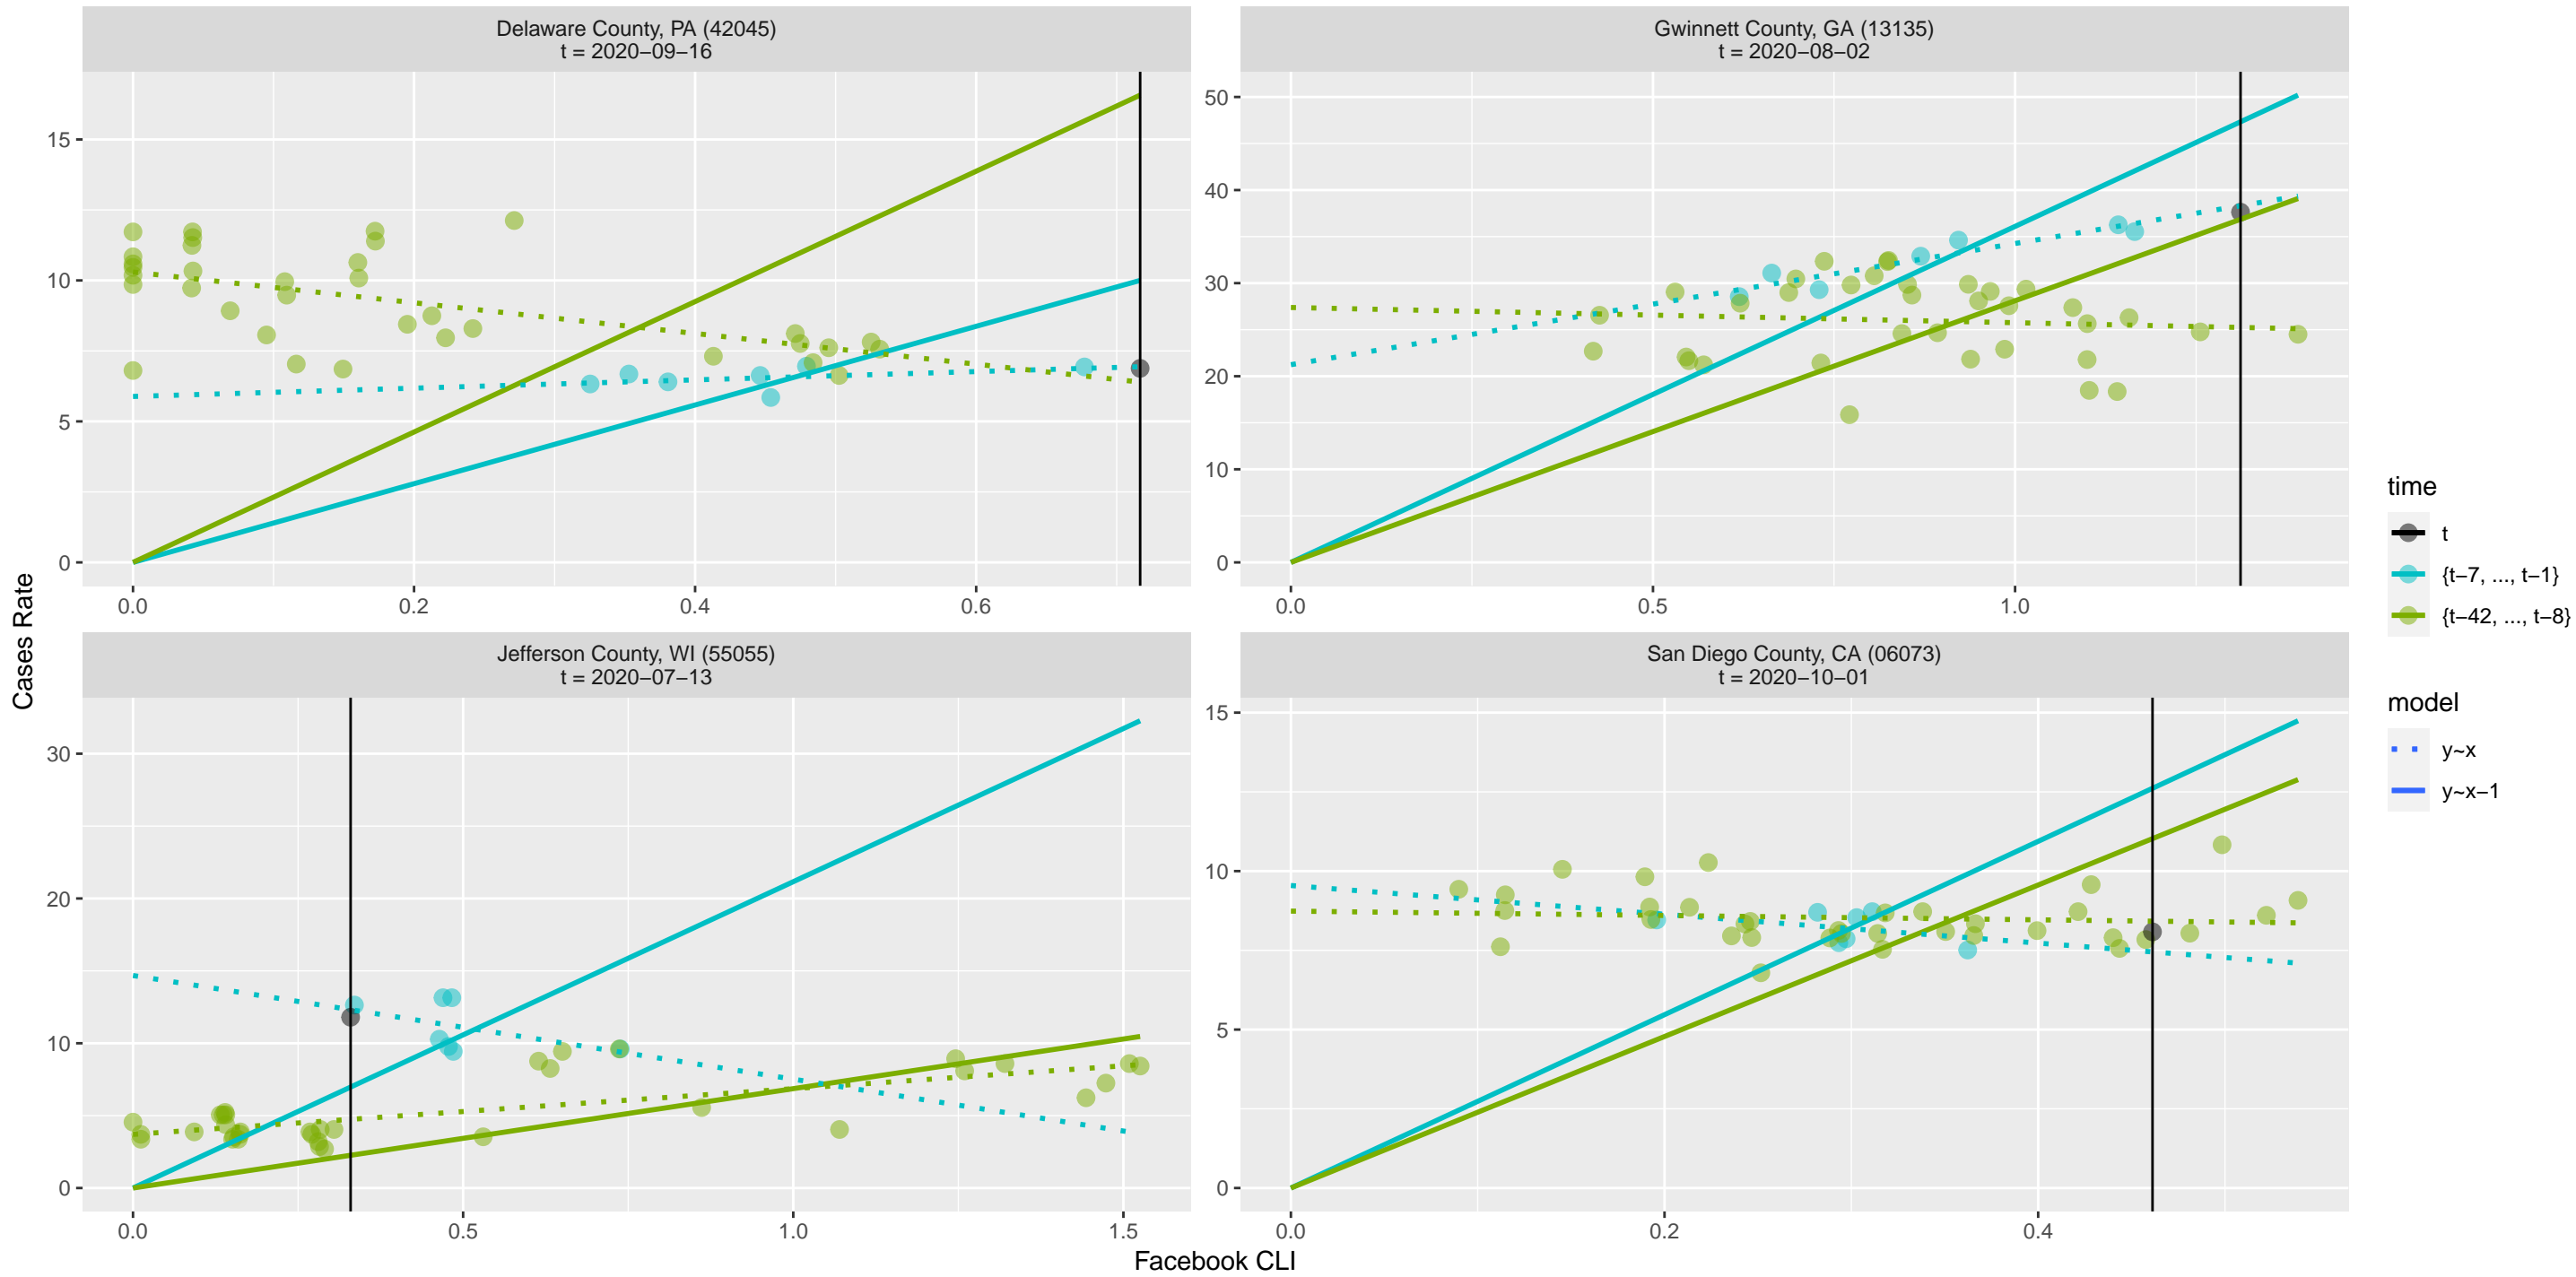 Delaware County, PA (42045)
t = 2020−09−16
Gwinnett County, GA (13135)
t = 2020−08−02
15
10
5
0
0.0
0.2
0.4
0.6
50
40
30
20
10
0
0.0
0.5
1.0
Jefferson County, WI (55055)
t = 2020−07−13
San Diego County, CA (06073)
t = 2020−10−01
30
20
10
0
0.0
0.5
1.0
1.5
15
10
5
0
0.0
0.2
0.4
Cases Rate
Facebook CLI
time
t
{t−7, ..., t−1}
{t−42, ..., t−8}
model
y~x
y~x−1